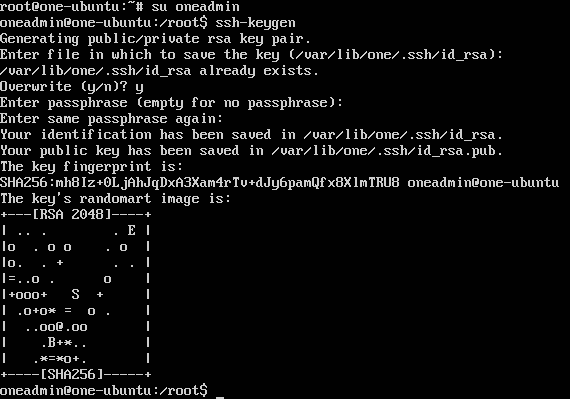 root@one-ubuntu:~# su oneadmin
oneadmin@one-ubuntu:/root$ ssh-keygen
Generating public/private rsa key pair.
Enter file in which to save the key (/var/lib/one/.ssh/id_rsa):
/var/lib/one/.ssh/id_rsa already exists.
Overwrite (y/n)? y
Enter passphrase (empty for no passphrase):
Enter same passphrase again:
Your identification has been saved in /var/lib/one/.ssh/id_rsa.
Your public key has been saved in /var/lib/one/.ssh/id_rsa.pub.
The key fingerprint is:
SHA256:mh8Iz+0LjAhJqDxA3Xam4rTv+dJy6pamQfx8XlmTRU8 oneadmin@one-ubuntu
The key's randomart image is:
+---[RSA 2048]----+
| .. .         . E |
|o  . o o     . o  |
|o.  . +       . . |
|=..o .      o    |
|+ooo+   S  +     |
| .o+o* =  o .    |
|  ..oo@.oo       |
|    .B+*..       |
|   .*=*o+.       |
+----[SHA256]-----+
oneadmin@one-ubuntu:/root$